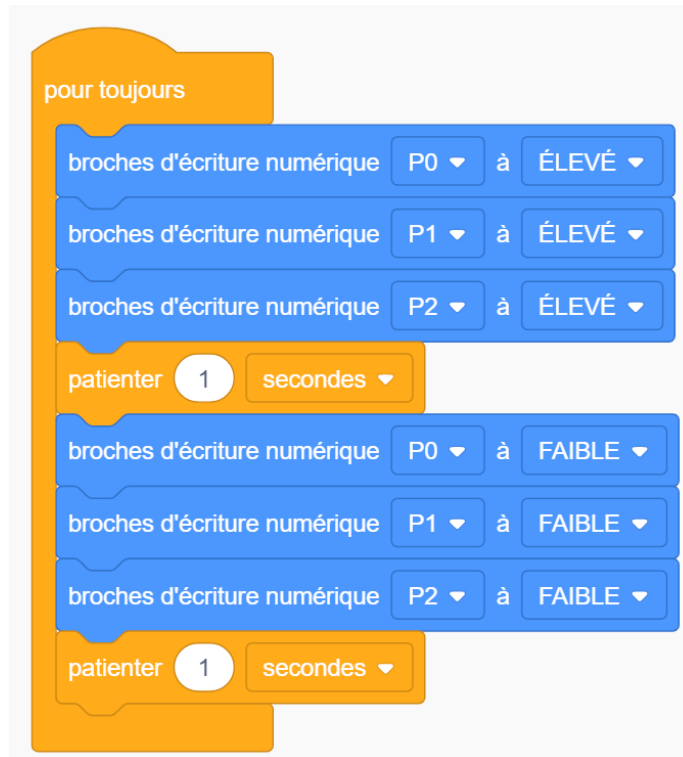 pour toujours
broches d'écriture numérique P0 à ÉLEVÉ
broches d'écriture numérique P1 à ÉLEVÉ
broches d'écriture numérique P2 à ÉLEVÉ
patienter 1 secondes
broches d'écriture numérique P0 à FAIBLE
broches d'écriture numérique P1 à FAIBLE
broches d'écriture numérique P2 à FAIBLE
patienter 1 secondes